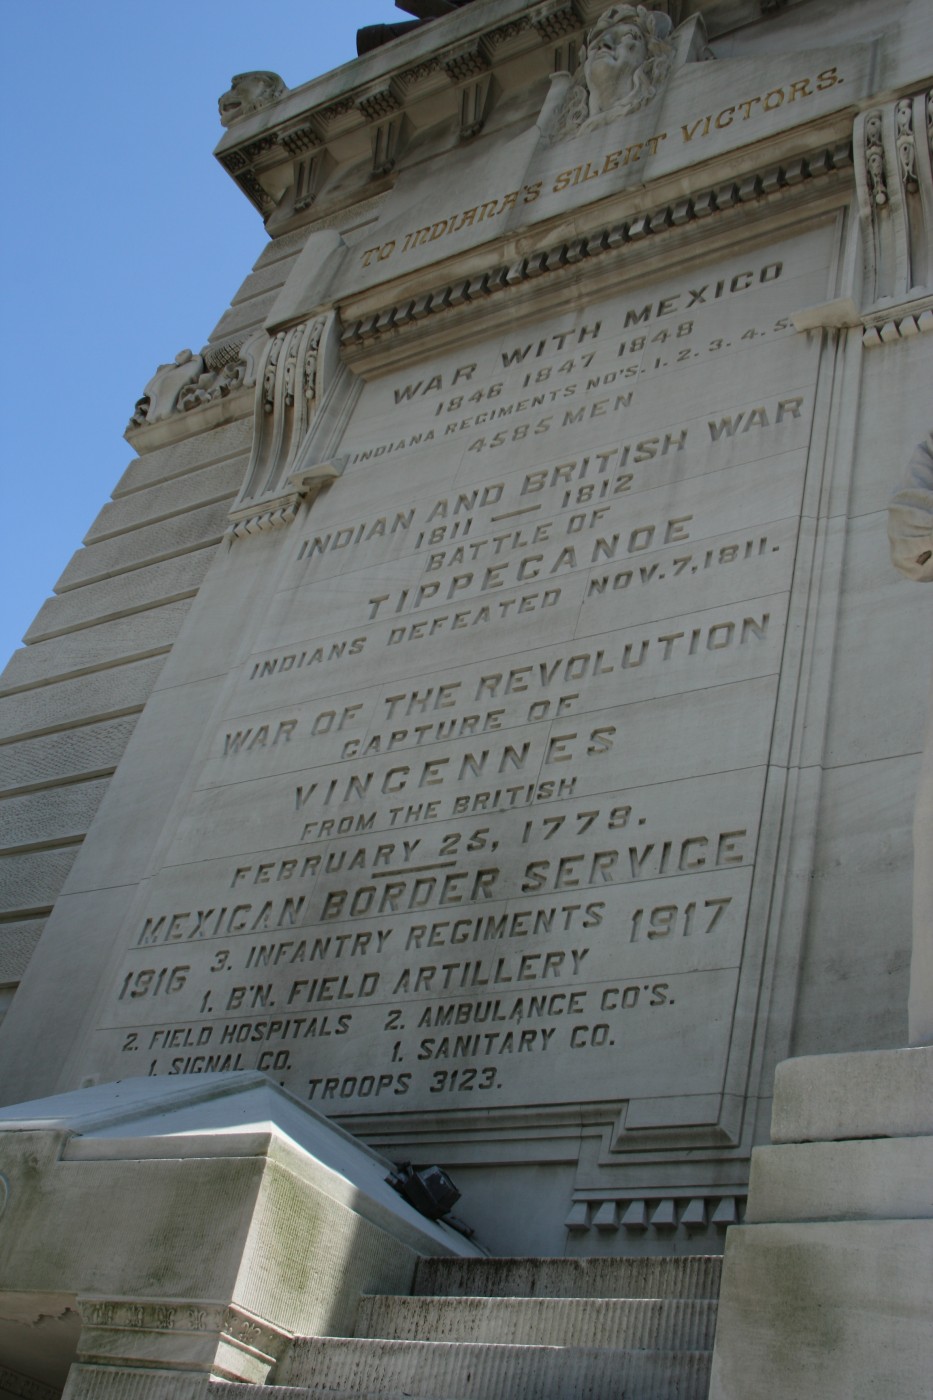 TO INDIANA'S SILENT VICTORS.
WAR WITH MEXICO
1846 1847 1848
INDIANA REGIMENTS NO'S. 1. 2. 3. 4. 5.
4585 MEN
INDIAN AND BRITISH WAR
1811 — 1812
BATTLE OF
TIPPECANOE
INDIANS DEFEATED NOV. 7, 1811.
WAR OF THE REVOLUTION
CAPTURE OF
VINCENNES
FROM THE BRITISH
FEBRUARY 25, 1779.
MEXICAN BORDER SERVICE
1916 3. INFANTRY REGIMENTS 1917
1. B'N. FIELD ARTILLERY
2. FIELD HOSPITALS 2. AMBULANCE CO'S.
1. SIGNAL CO. 1. SANITARY CO.
TROOPS 3123.